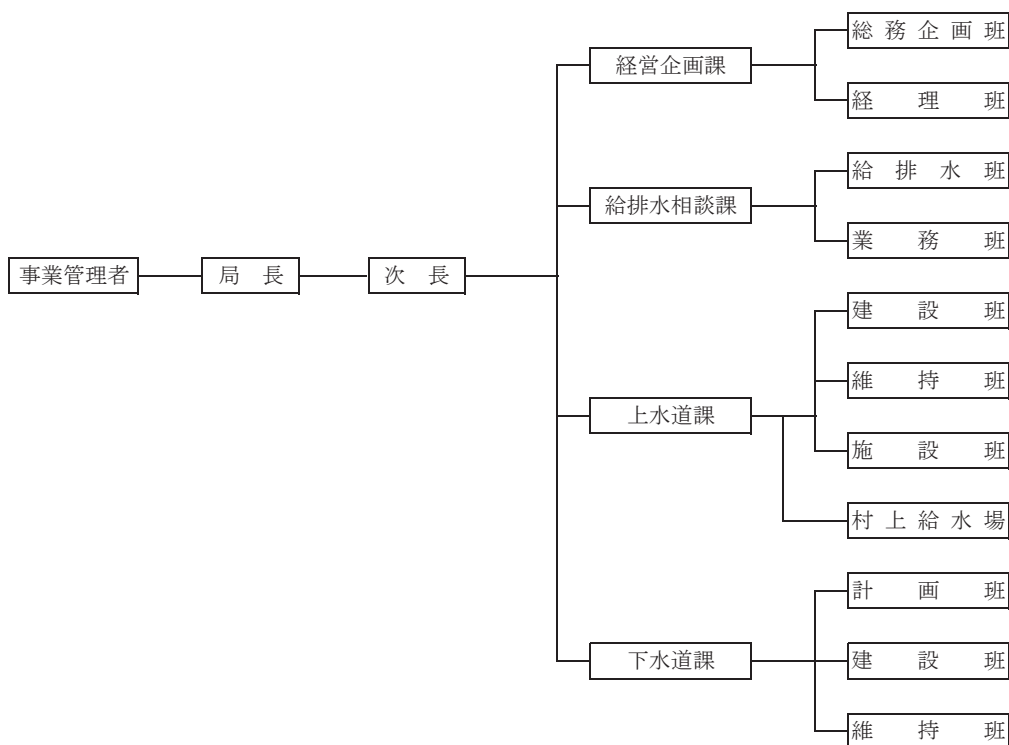 事業管理者
局 長
次 長
経営企画課
総務企画班
経理班
給排水相談課
給排水班
業務班
上水道課
建設班
維持班
施設班
村上給水場
下水道課
計画班
建設班
維持班